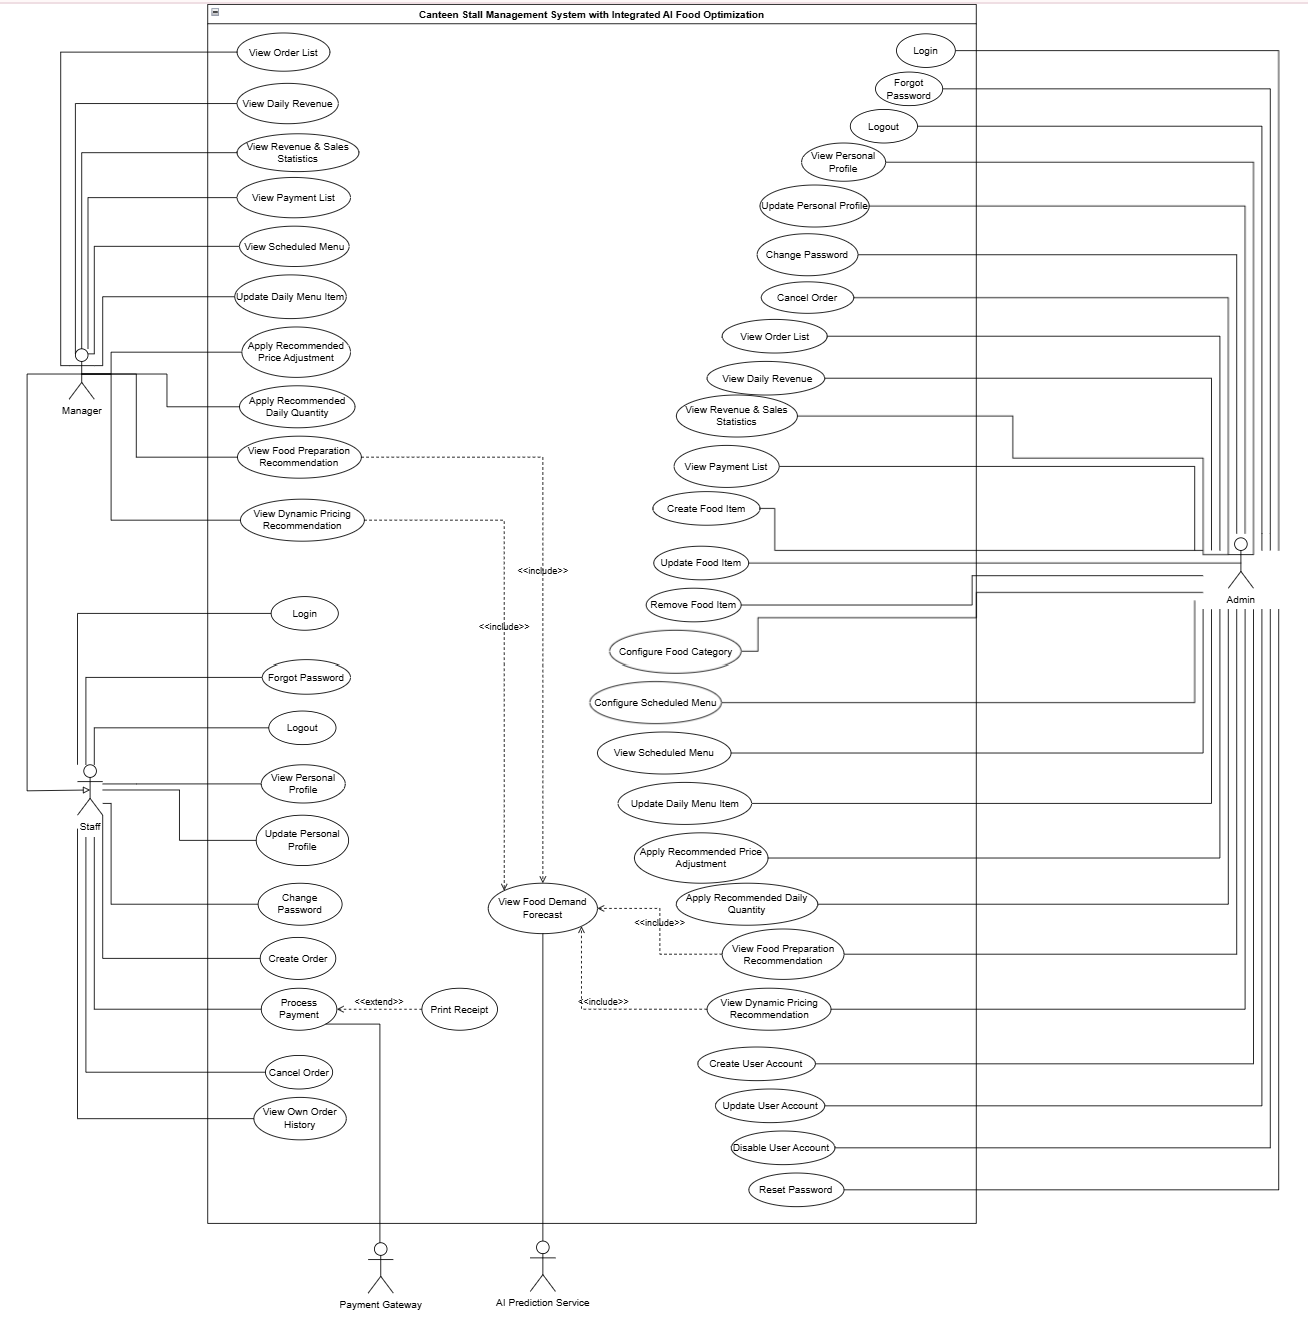 Canteen Stall Management System with Integrated AI Food Optimization
View Order List
View Daily Revenue
View Revenue & Sales
Statistics
View Payment List
View Scheduled Menu
Update Daily Menu Item
Apply Recommended
Price Adjustment
Apply Recommended
Daily Quantity
View Food Preparation
Recommendation
View Dynamic Pricing
Recommendation
Manager
<<include>>
<<include>>
Login
Forgot Password
Logout
View Personal
Profile
Update Personal
Profile
Change
Password
Create Order
Process
Payment
<<extend>>
Print Receipt
Cancel Order
View Own Order
History
Staff
View Food Demand
Forecast
<<include>>
<<include>>
Login
Forgot
Password
Logout
View Personal
Profile
Update Personal Profile
Change Password
Cancel Order
View Order List
View Daily Revenue
View Revenue & Sales
Statistics
View Payment List
Create Food Item
Update Food Item
Remove Food Item
Configure Food Category
Configure Scheduled Menu
View Scheduled Menu
Update Daily Menu Item
Apply Recommended Price
Adjustment
Apply Recommended Daily
Quantity
View Food Preparation
Recommendation
View Dynamic Pricing
Recommendation
Create User Account
Update User Account
Disable User Account
Reset Password
Admin
Payment Gateway
AI Prediction Service